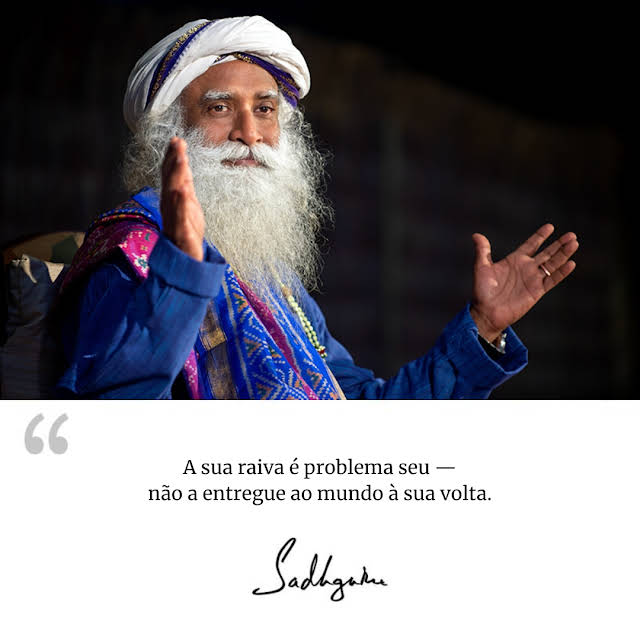 “
A sua raiva é problema seu —
não a entregue ao mundo à sua volta.
Sadhguru